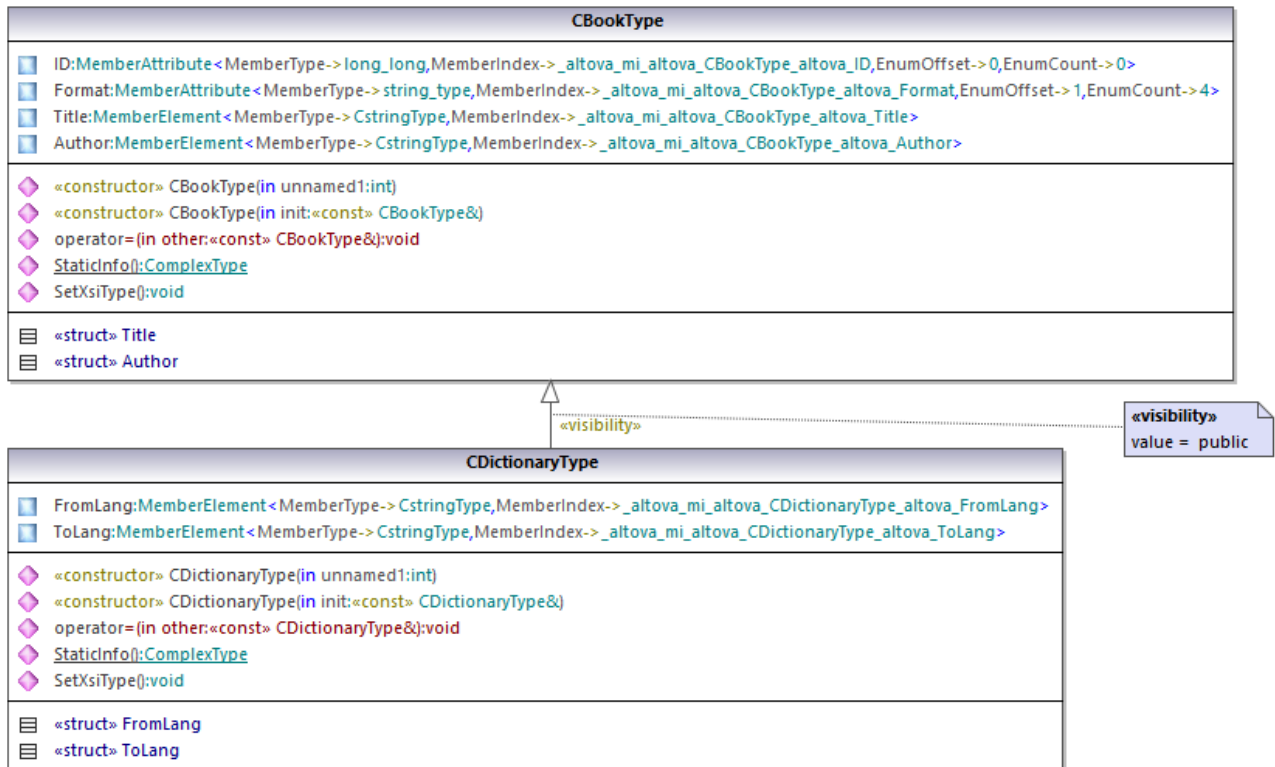 CBookType
ID:MemberAttribute<MemberType->long_long,MemberIndex->_altova_mi_altova_CBookType_altova_ID,EnumOffset->0,EnumCount->0>
Format:MemberAttribute<MemberType->string_type,MemberIndex->_altova_mi_altova_CBookType_altova_Format,EnumOffset->1,EnumCount->4>
Title:MemberElement<MemberType->CstringType,MemberIndex->_altova_mi_altova_CBookType_altova_Title>
Author:MemberElement<MemberType->CstringType,MemberIndex->_altova_mi_altova_CBookType_altova_Author>
«constructor» CBookType(in unnamed1:int)
«constructor» CBookType(in init:«const» CBookType&)
operator=(in other:«const» CBookType&):void
StaticInfo():ComplexType
SetXsiType():void
«struct» Title
«struct» Author
«visibility»
«visibility»
value = public
CDictionaryType
FromLang:MemberElement<MemberType->CstringType,MemberIndex->_altova_mi_altova_CDictionaryType_altova_FromLang>
ToLang:MemberElement<MemberType->CstringType,MemberIndex->_altova_mi_altova_CDictionaryType_altova_ToLang>
«constructor» CDictionaryType(in unnamed1:int)
«constructor» CDictionaryType(in init:«const» CDictionaryType&)
operator=(in other:«const» CDictionaryType&):void
StaticInfo():ComplexType
SetXsiType():void
«struct» FromLang
«struct» ToLang